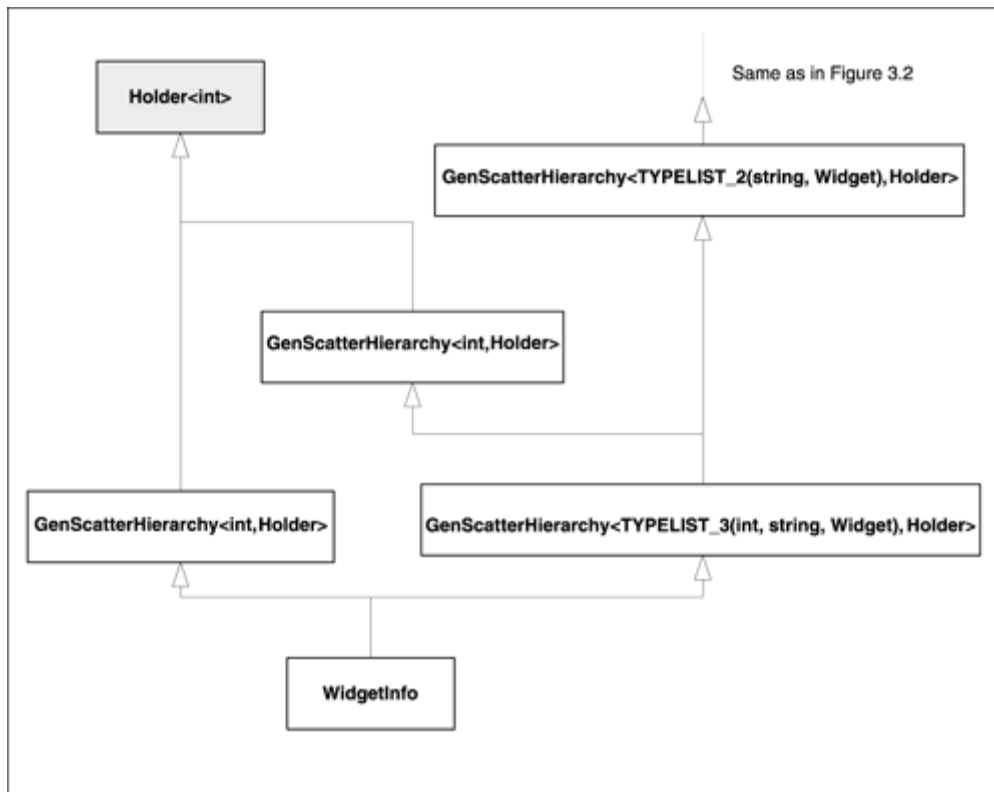 Same as in Figure 3.2
Holder<int>
GenScatterHierarchy<TYPELIST_2(string, Widget),Holder>
GenScatterHierarchy<int,Holder>
GenScatterHierarchy<int,Holder>
GenScatterHierarchy<TYPELIST_3(int, string, Widget),Holder>
WidgetInfo